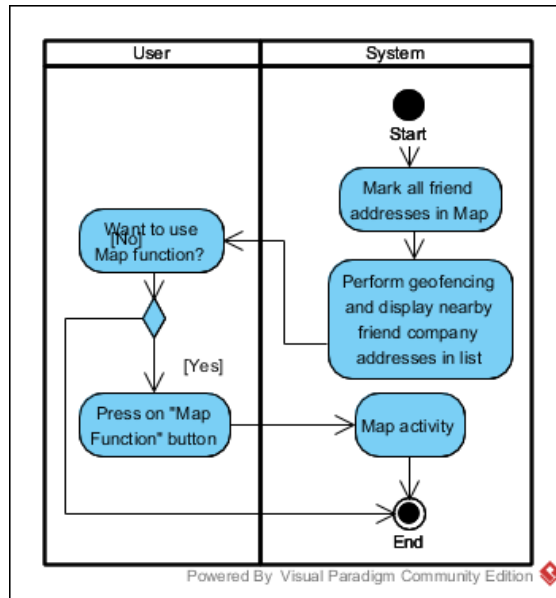 User
System
Start
Mark all friend
addresses in Map
Want to use
[No]
Map function?
Perform geofencing
and display nearby
friend company
addresses in list
[Yes]
Press on "Map
Function" button
Map activity
End
Powered By Visual Paradigm Community Edition